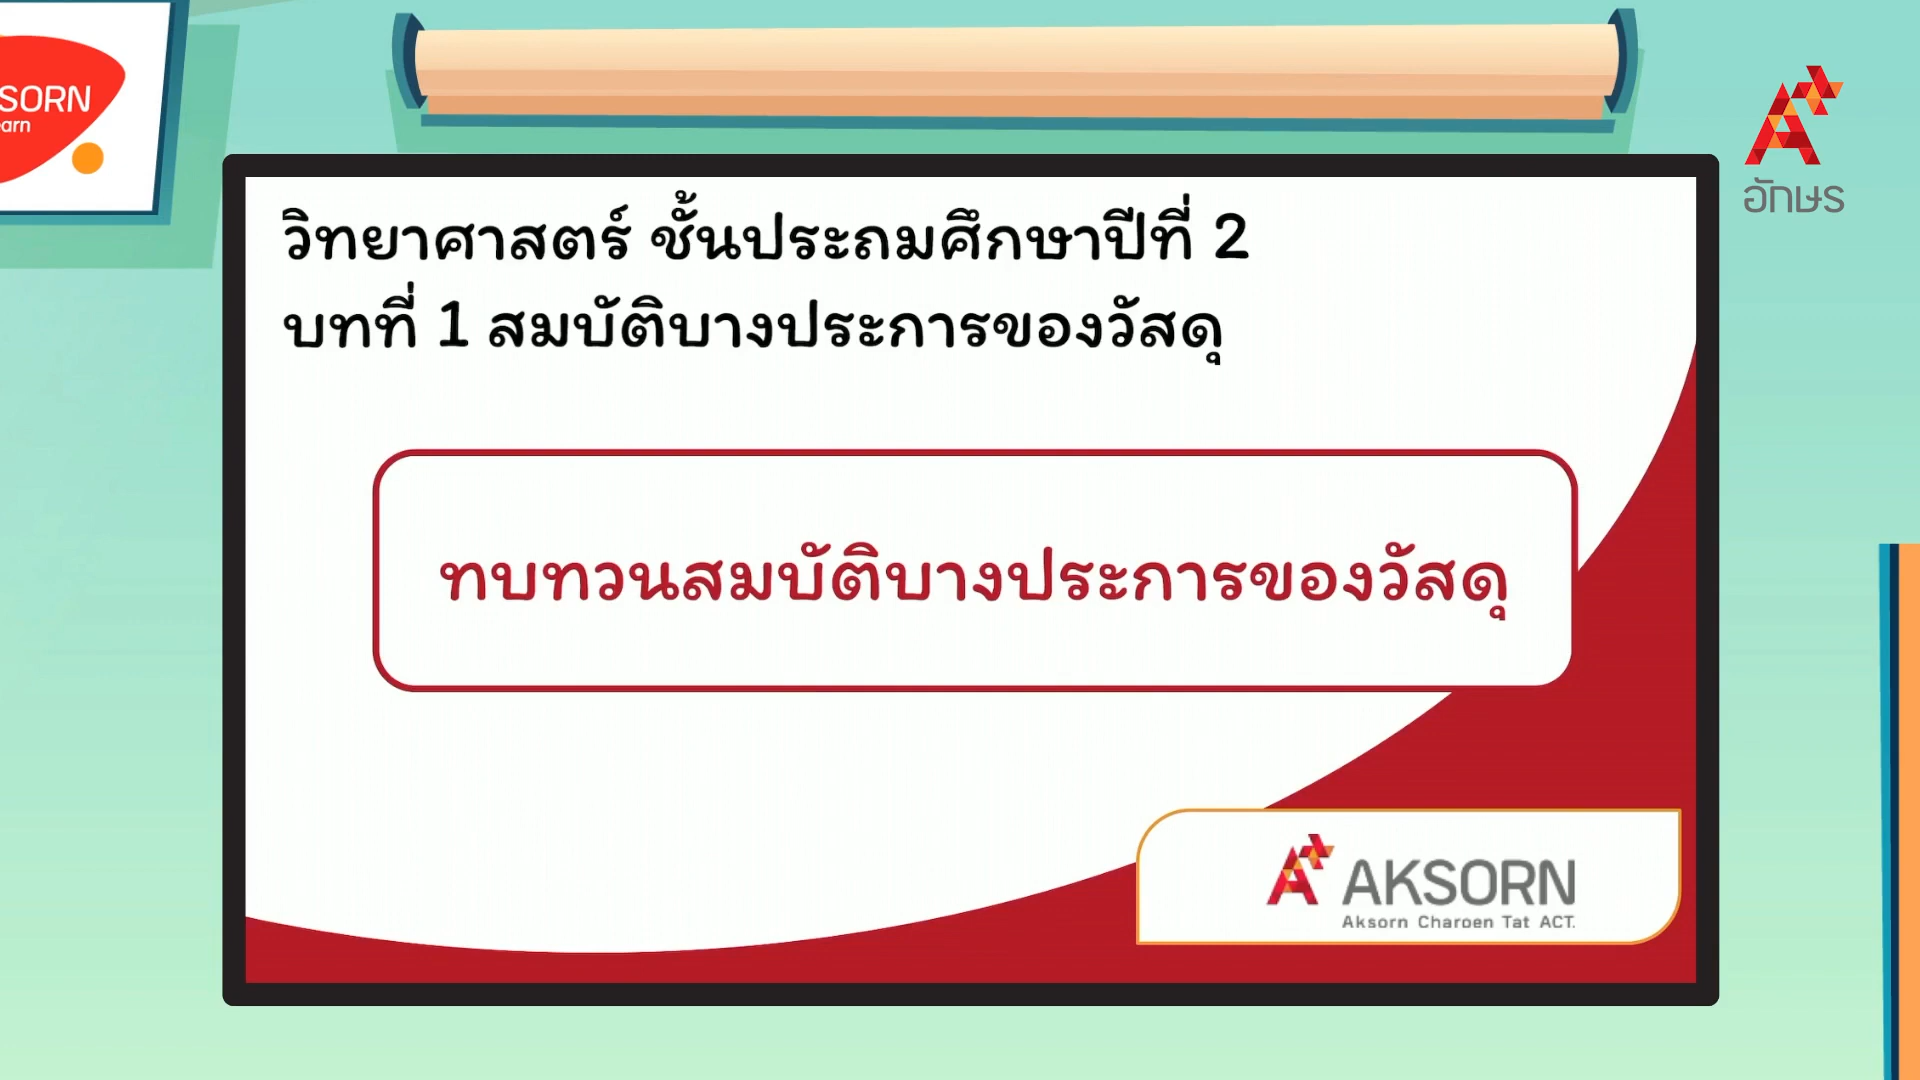 SORN
earn
อักษร
วิทยาศาสตร์ ชั้นประถมศึกษาปีที่ 2
บทที่ 1 สมบัติบางประการของวัสดุ
ทบทวนสมบัติบางประการของวัสดุ
AKSORN
Aksorn Charoen Tat ACT.